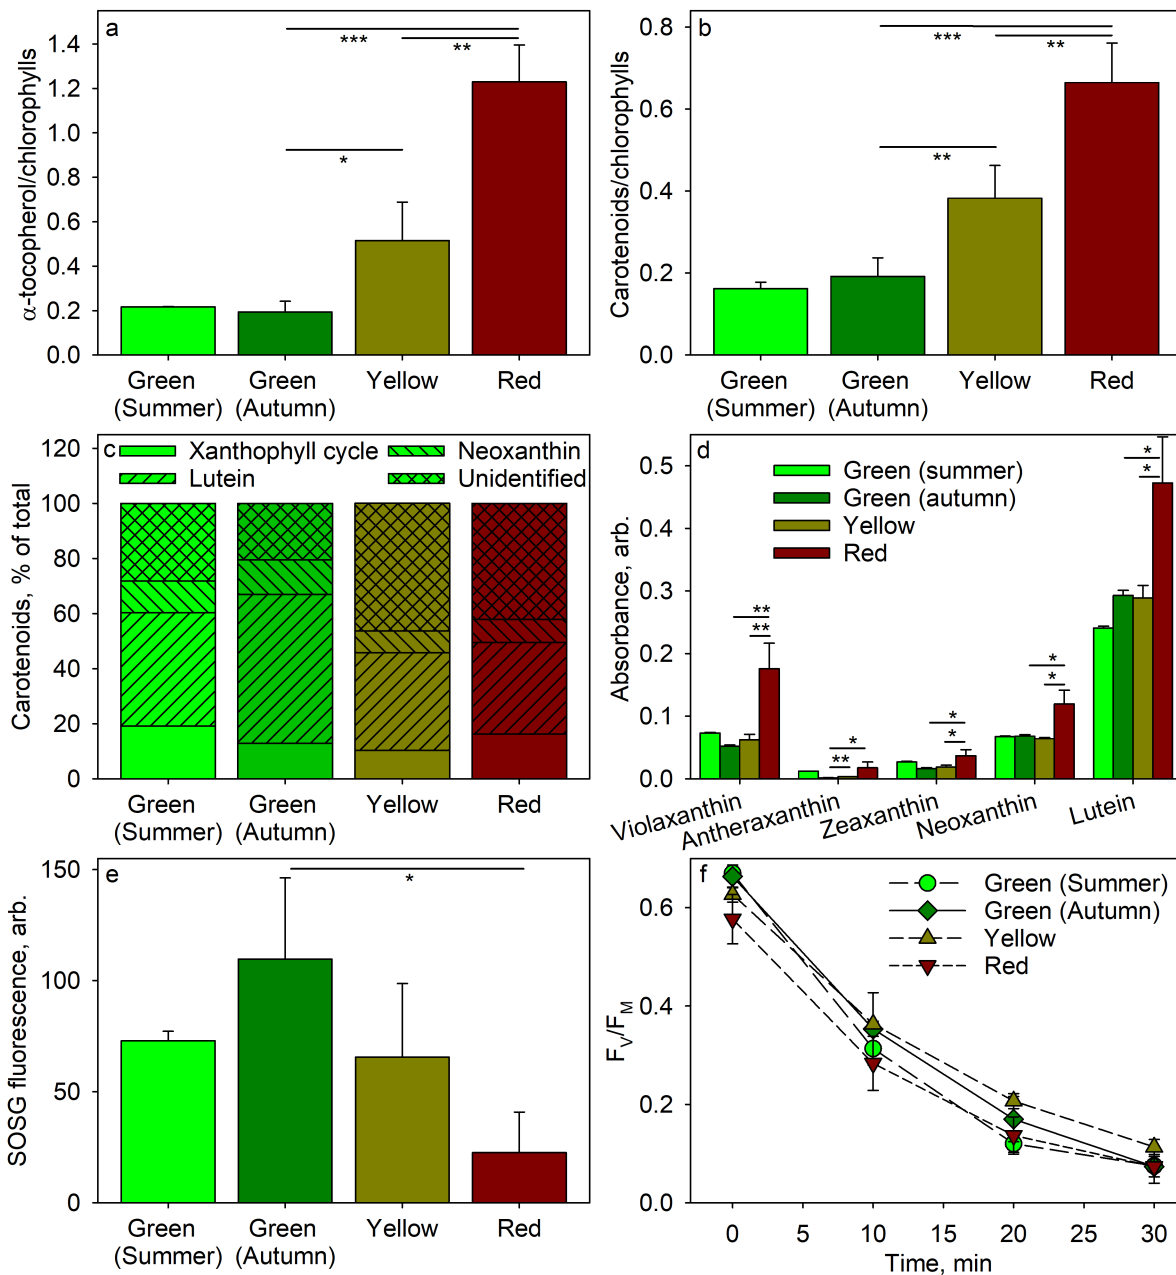 a
α-tocopherol/chlorophylls
1.4
1.2
1.0
0.8
0.6
0.4
0.2
0.0
***
**
*
Green
(Summer)
Green
(Autumn)
Yellow
Red
b
Carotenoids/chlorophylls
0.8
0.6
0.4
0.2
0.0
***
**
**
Green
(Summer)
Green
(Autumn)
Yellow
Red
c
Carotenoids, % of total
120
100
80
60
40
20
0
Xanthophyll cycle
Neoxanthin
Lutein
Unidentified
Green
(Summer)
Green
(Autumn)
Yellow
Red
d
Absorbance, arb.
0.5
0.4
0.3
0.2
0.1
0.0
Green (summer)
Green (autumn)
Yellow
Red
**
**
*
**
*
*
*
*
*
*
Violaxanthin
Antheraxanthin
Zeaxanthin
Neoxanthin
Lutein
e
SOSG fluorescence, arb.
150
100
50
0
*
Green
(Summer)
Green
(Autumn)
Yellow
Red
f
FV/FM
0.6
0.4
0.2
0.0
Green (Summer)
Green (Autumn)
Yellow
Red
0 5 10 15 20 25 30
Time, min